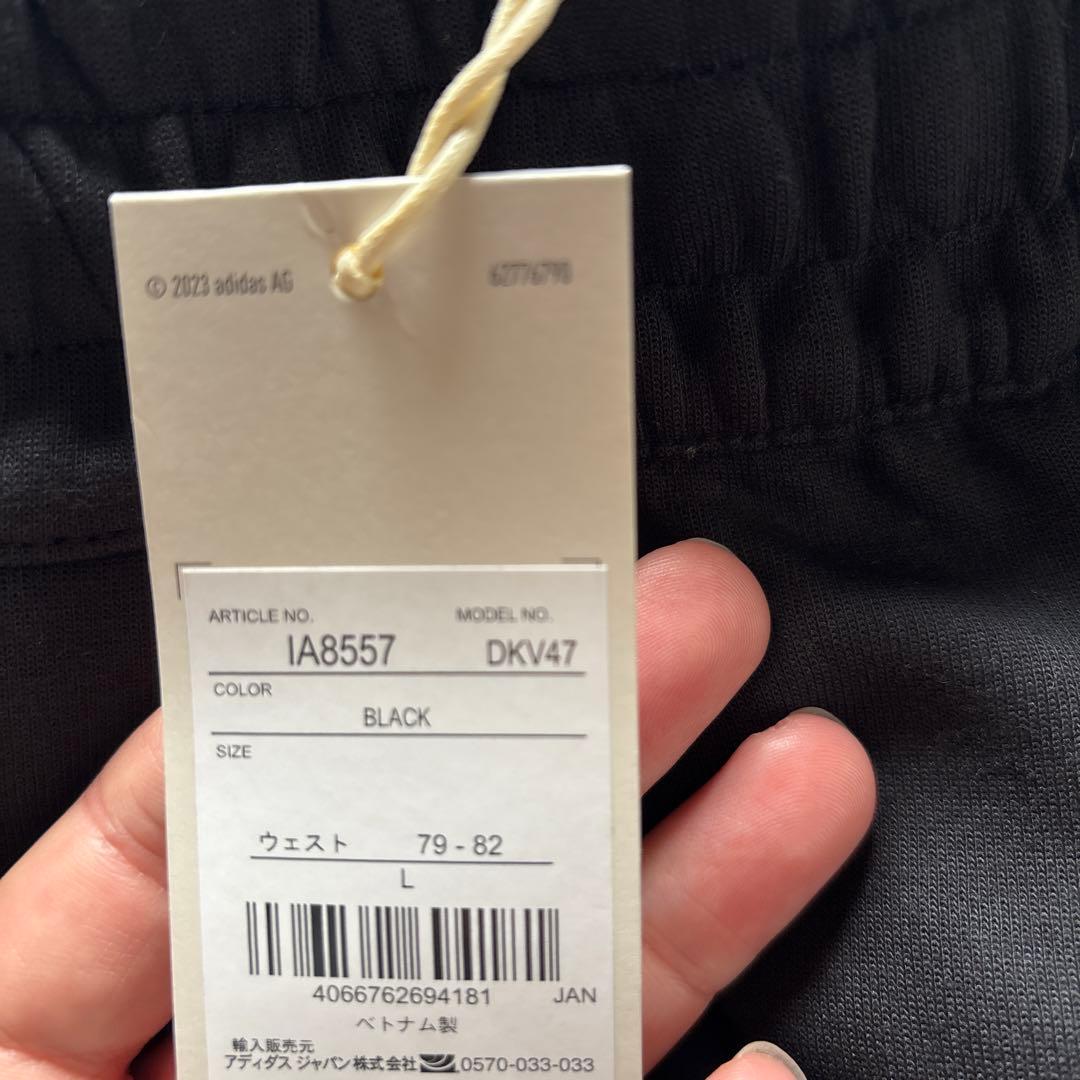 © 2023 adidas AG 62776790
ARTICLE NO. MODEL NO.
IA8557 DKV47
COLOR
BLACK
SIZE
ウェスト 79 - 82
L
4066762694181 JAN
ベトナム製
輸入販売元
アディダス ジャパン株式会社 0570-033-033